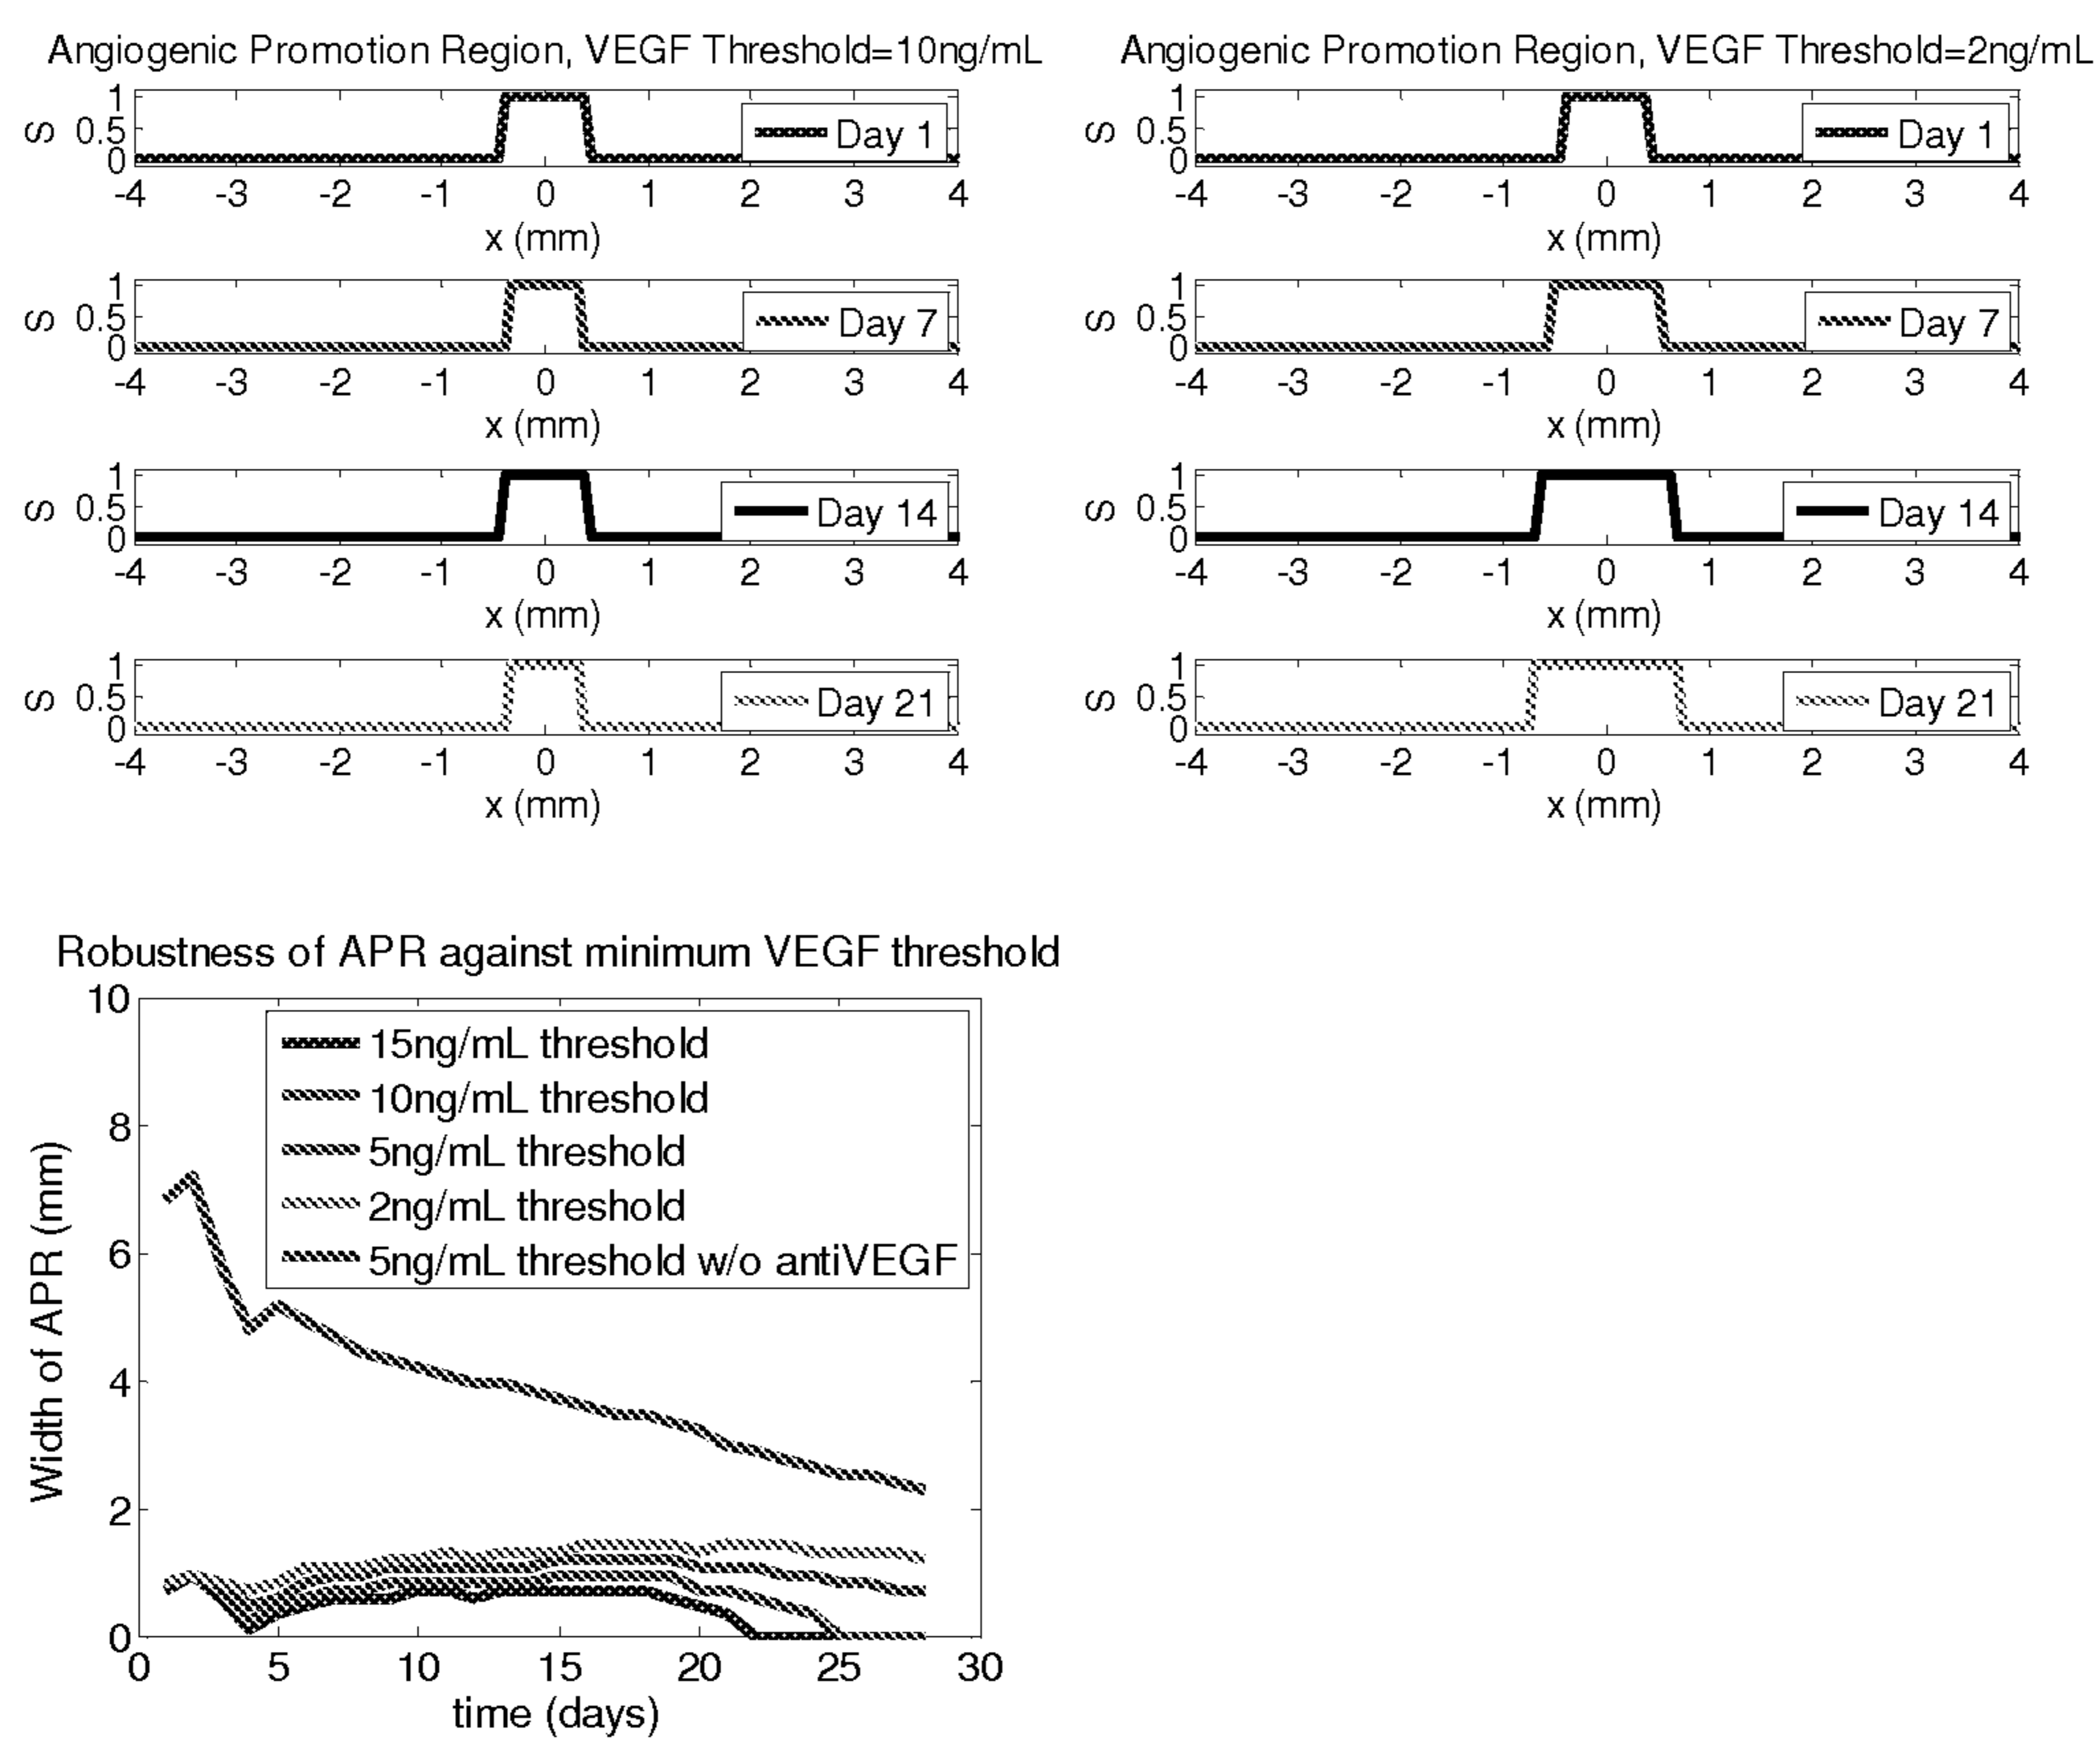 Angiogenic Promotion Region, VEGF Threshold=10ng/mL
S
1
0.5
0
Day 1
-4 -3 -2 -1 0 1 2 3 4
x (mm)
S
1
0.5
0
Day 7
-4 -3 -2 -1 0 1 2 3 4
x (mm)
S
1
0.5
0
Day 14
-4 -3 -2 -1 0 1 2 3 4
x (mm)
S
1
0.5
0
Day 21
-4 -3 -2 -1 0 1 2 3 4
x (mm)
Angiogenic Promotion Region, VEGF Threshold=2ng/mL
S
1
0.5
0
Day 1
-4 -3 -2 -1 0 1 2 3 4
x (mm)
S
1
0.5
0
Day 7
-4 -3 -2 -1 0 1 2 3 4
x (mm)
S
1
0.5
0
Day 14
-4 -3 -2 -1 0 1 2 3 4
x (mm)
S
1
0.5
0
Day 21
-4 -3 -2 -1 0 1 2 3 4
x (mm)
Robustness of APR against minimum VEGF threshold
Width of APR (mm)
10
8
6
4
2
0
15ng/mL threshold
10ng/mL threshold
5ng/mL threshold
2ng/mL threshold
5ng/mL threshold w/o antiVEGF
0 5 10 15 20 25 30
time (days)